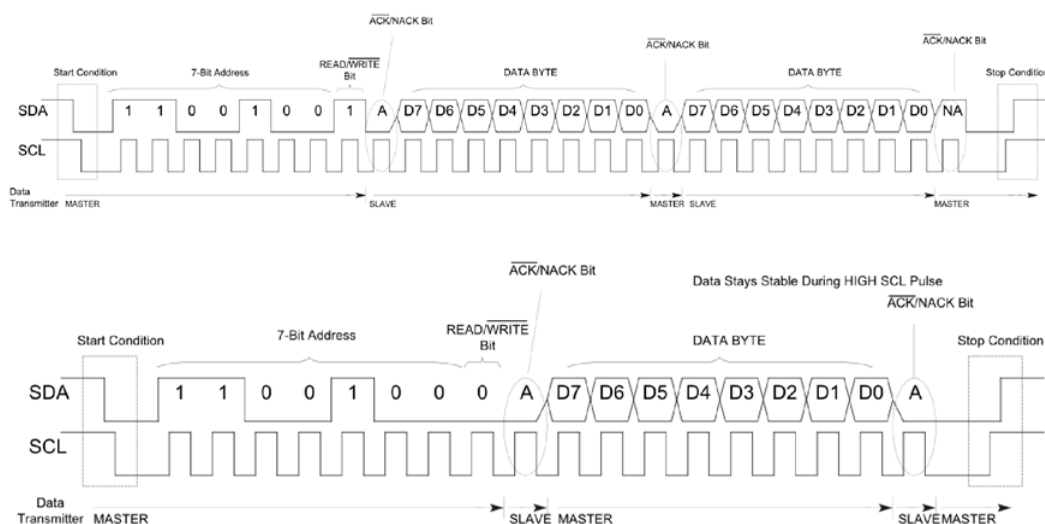 ACK/NACK Bit
ACK/NACK Bit
ACK/NACK Bit
Start Condition 7-Bit Address READ/WRITE Bit DATA BYTE DATA BYTE Stop Condition
SDA 1 1 0 0 1 0 0 1 A D7 D6 D5 D4 D3 D2 D1 D0 A D7 D6 D5 D4 D3 D2 D1 D0 NA
SCL
Data Transmitter MASTER SLAVE MASTER SLAVE MASTER
ACK/NACK Bit
Data Stays Stable During HIGH SCL Pulse
ACK/NACK Bit
Start Condition 7-Bit Address READ/WRITE Bit DATA BYTE Stop Condition
SDA 1 1 0 0 1 0 0 0 A D7 D6 D5 D4 D3 D2 D1 D0 A
SCL
Data Transmitter MASTER SLAVE MASTER SLAVE MASTER